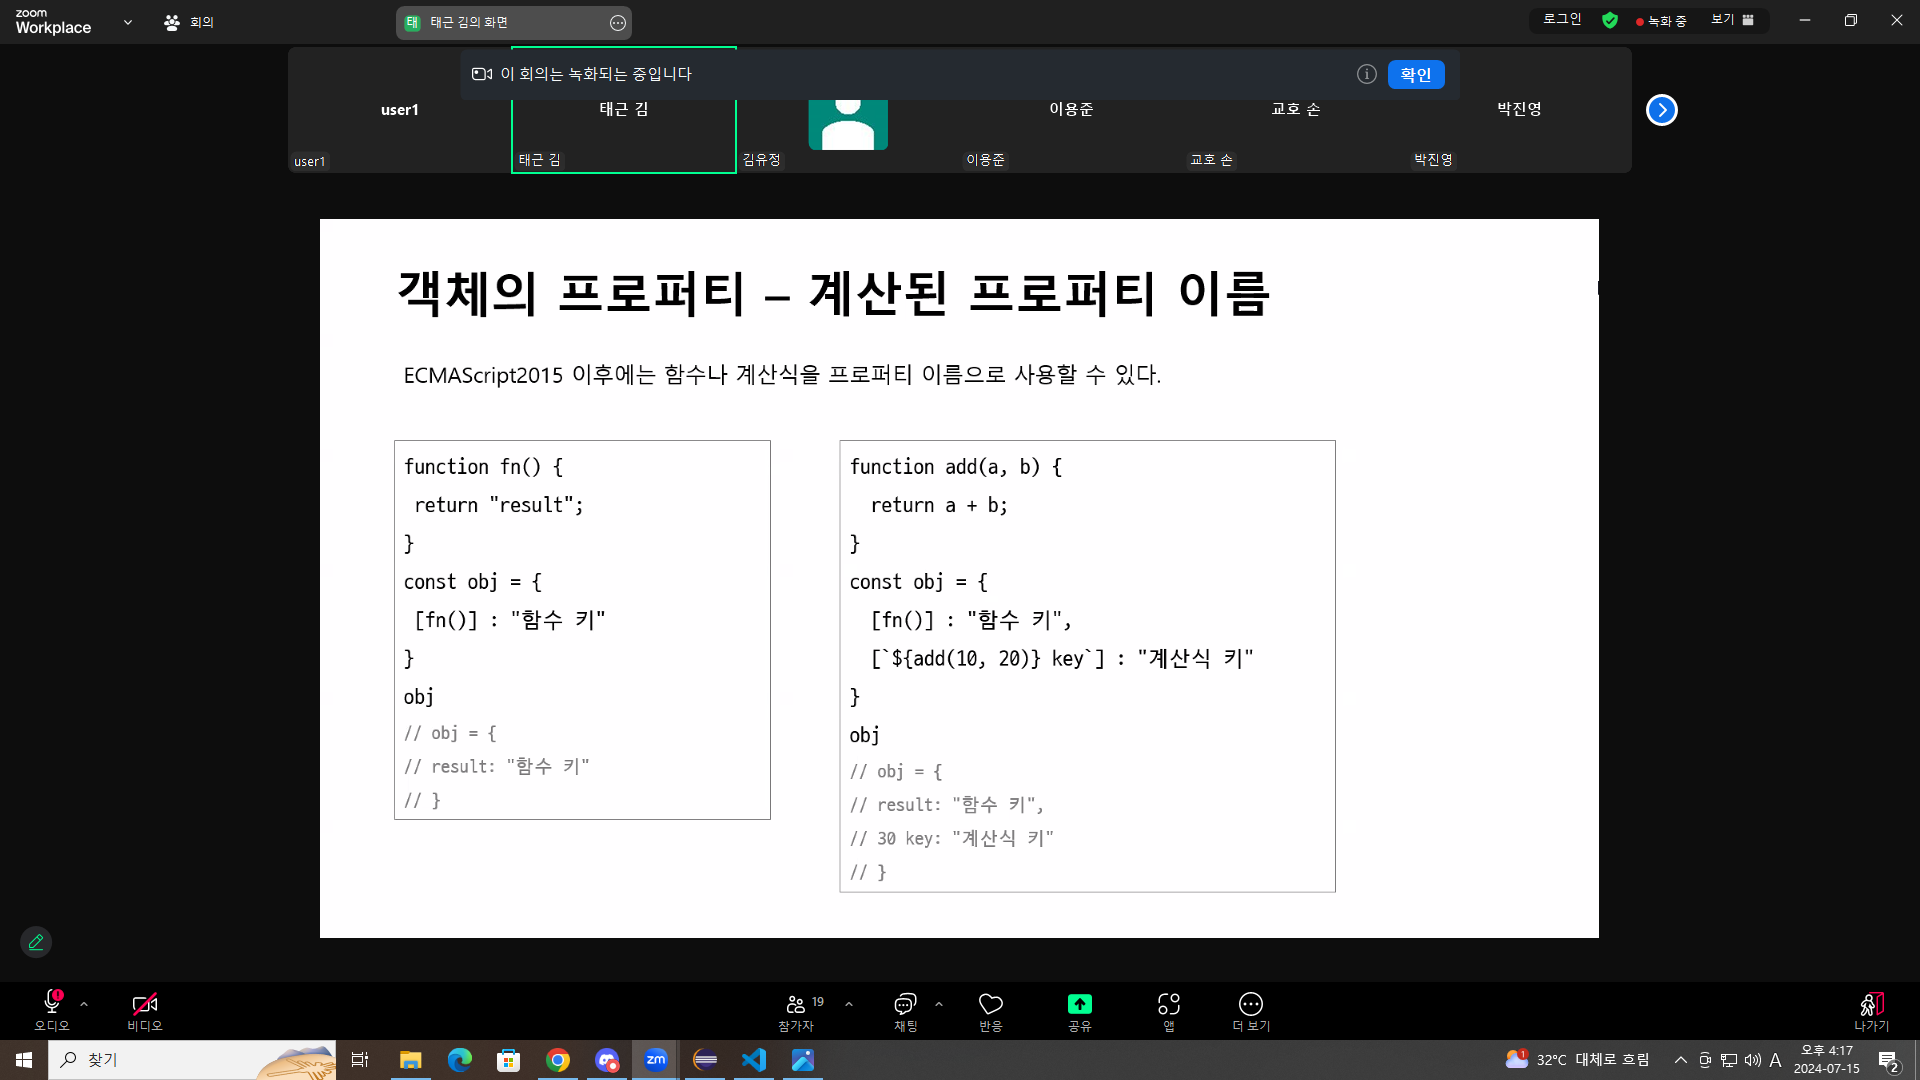 zoom
Workplace
회의
태 태근 김의 화면
로그인
녹화 중
보기
이 회의는 녹화되는 중입니다
확인
user1
태근 김
이용준
교호 손
박진영
user1
태근 김
김유정
이용준
교호 손
박진영
객체의 프로퍼티 – 계산된 프로퍼티 이름
ECMAScript2015 이후에는 함수나 계산식을 프로퍼티 이름으로 사용할 수 있다.
function fn() {
return "result";
}
const obj = {
[fn()] : "함수 키"
}
obj
// obj = {
// result: "함수 키"
// }
function add(a, b) {
return a + b;
}
const obj = {
[fn()] : "함수 키",
[`${add(10, 20)} key`] : "계산식 키"
}
obj
// obj = {
// result: "함수 키",
// 30 key: "계산식 키"
// }
오디오
비디오
19
참가자
채팅
반응
공유
앱
더 보기
나가기
찾기
zm
1
32°C 대체로 흐림
A
오후 4:17
2024-07-15
2